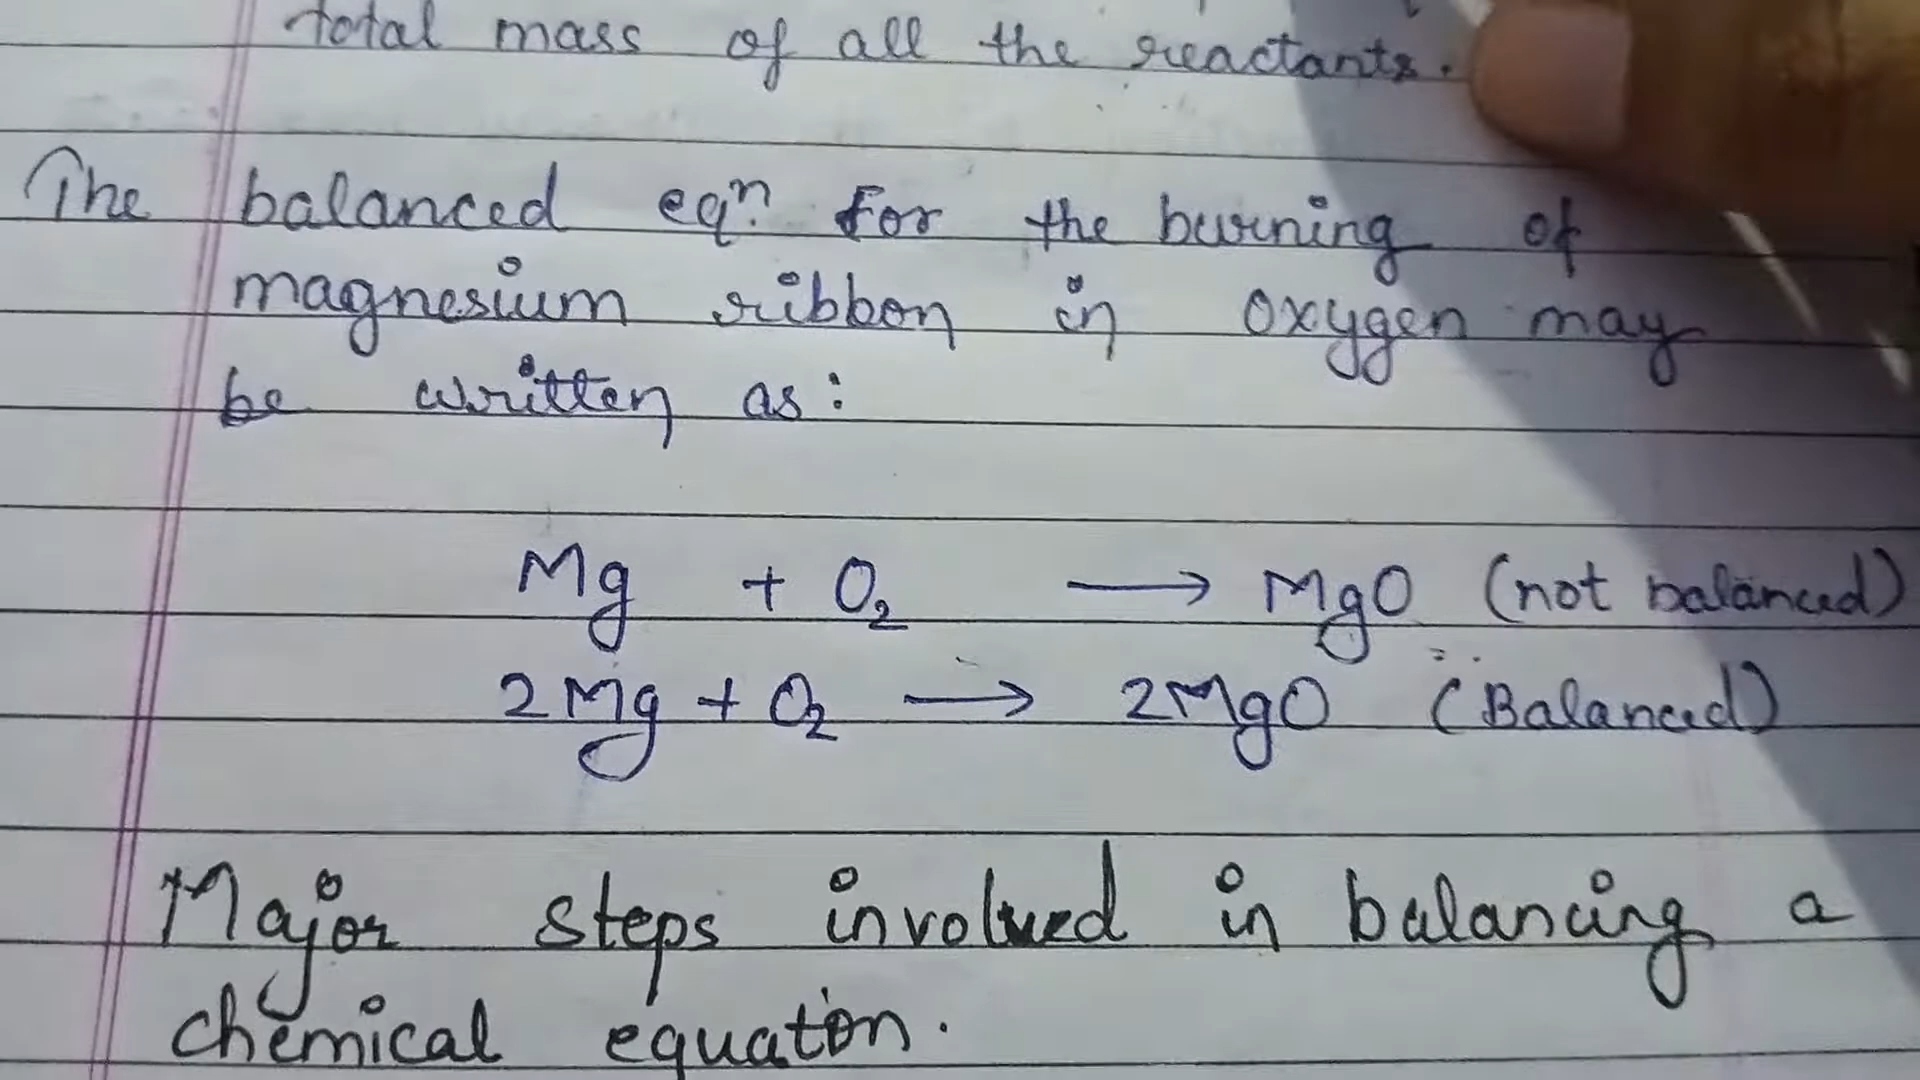 total mass of all the reactants.
The balanced eqⁿ. for the burning of
magnesium ribbon in oxygen may
be written as:
Mg + O₂ ⟶ MgO (not balanced)
2Mg + O₂ ⟶ 2MgO (Balanced)
Major steps involved in balancing a
chemical equation.